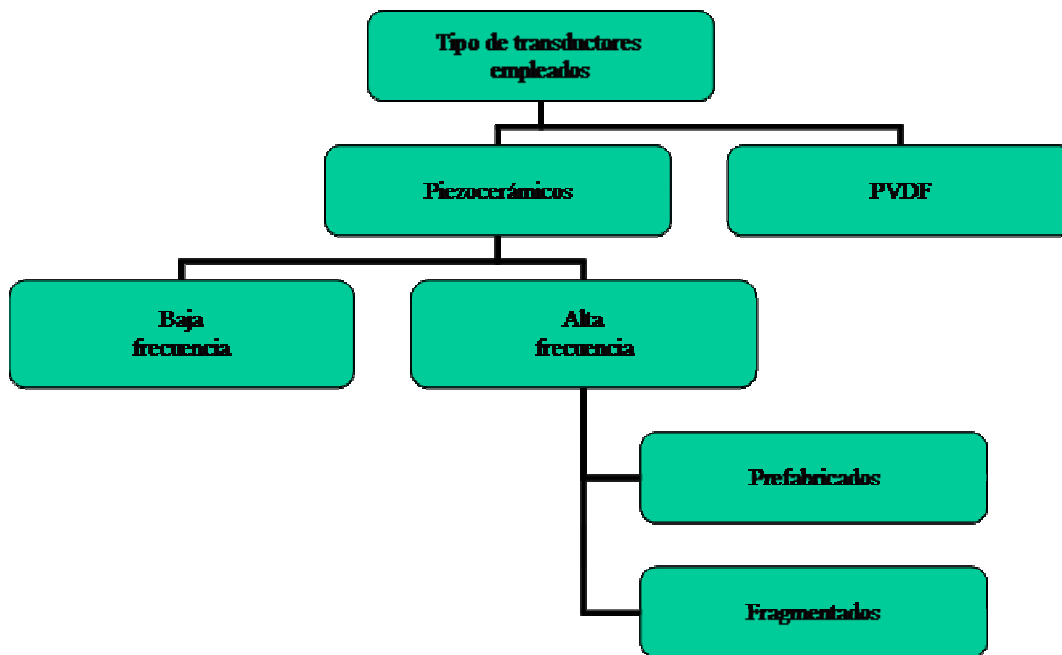 Tipo de transductores
empleados
Piezocerámicos
PVDF
Baja
frecuencia
Alta
frecuencia
Prefabricados
Fragmentados